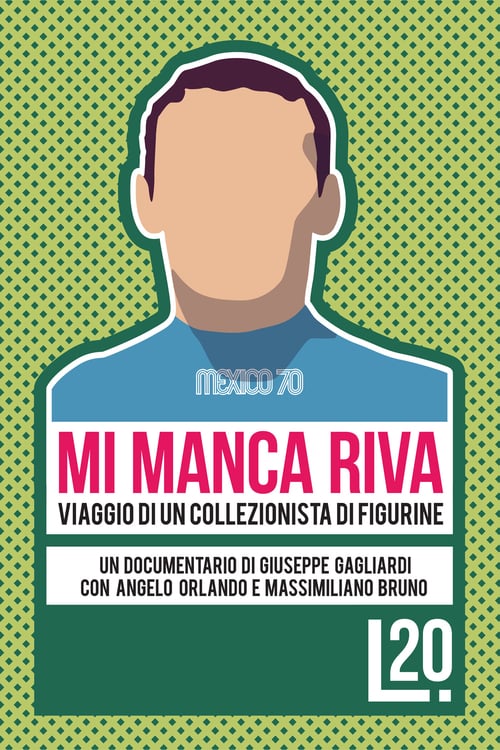 MEXICO 70
MI MANCA RIVA
VIAGGIO DI UN COLLEZIONISTA DI FIGURINE
UN DOCUMENTARIO DI GIUSEPPE GAGLIARDI
CON ANGELO ORLANDO E MASSIMILIANO BRUNO
L.20